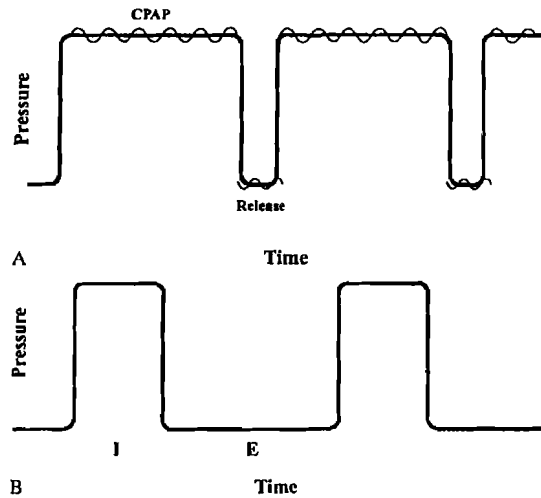 CPAP
Pressure
Release
A Time
Pressure
I E
B Time